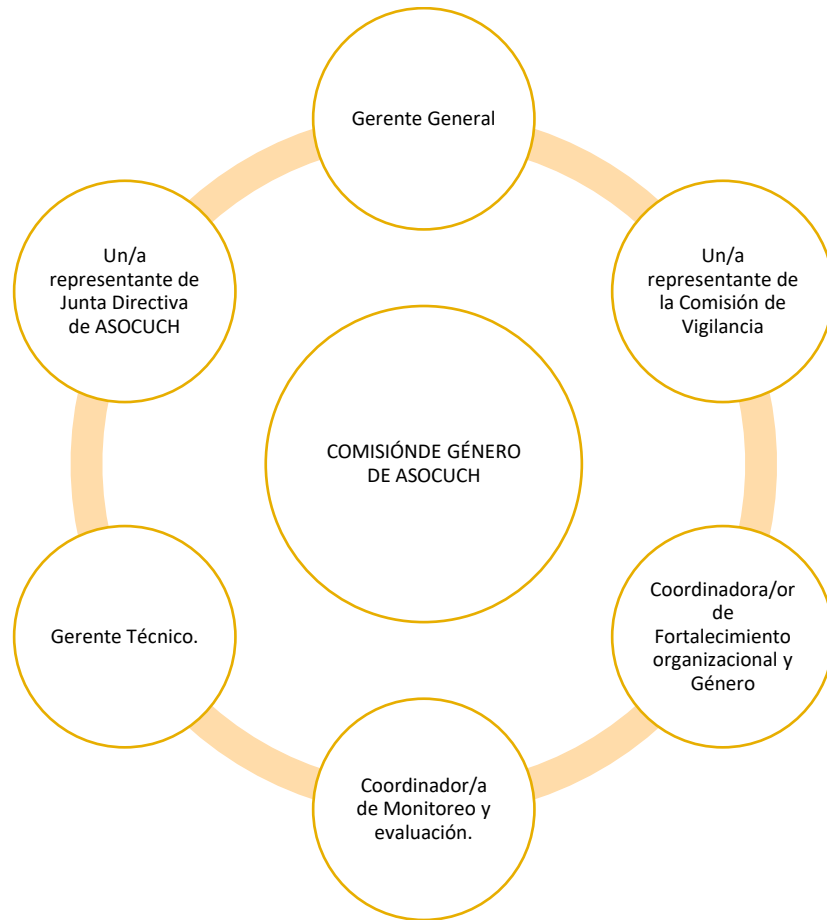 Gerente General
Un/a
representante de
la Comisión de
Vigilancia
Coordinadora/or
de
Fortalecimiento
organizacional y
Género
Coordinador/a
de Monitoreo y
evaluación.
Gerente Técnico.
Un/a
representante de
Junta Directiva
de ASOCUCH
COMISIÓNDE GÉNERO
DE ASOCUCH